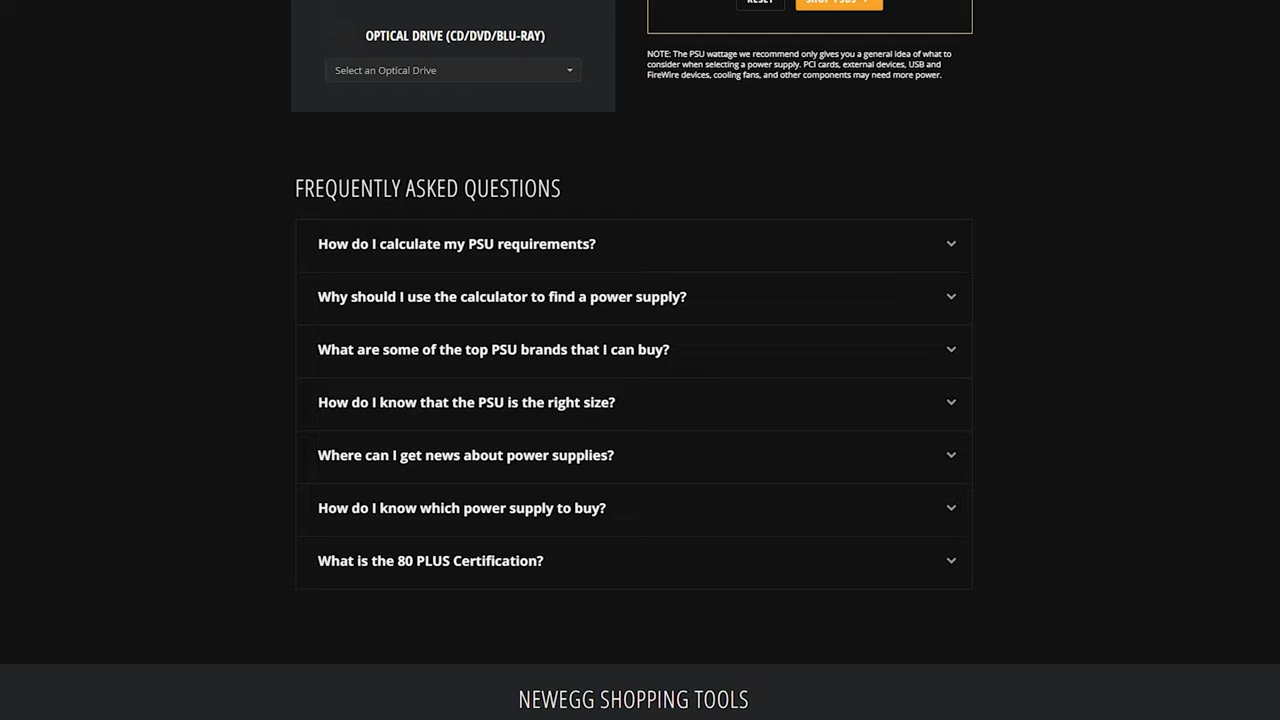 RESET
SHOP PSUS
OPTICAL DRIVE (CD/DVD/BLU-RAY)
Select an Optical Drive
NOTE: The PSU wattage we recommend only gives you a general idea of what to
consider when selecting a power supply. PCI cards, external devices, USB and
FireWire devices, cooling fans, and other components may need more power.
FREQUENTLY ASKED QUESTIONS
How do I calculate my PSU requirements?
Why should I use the calculator to find a power supply?
What are some of the top PSU brands that I can buy?
How do I know that the PSU is the right size?
Where can I get news about power supplies?
How do I know which power supply to buy?
What is the 80 PLUS Certification?
NEWEGG SHOPPING TOOLS